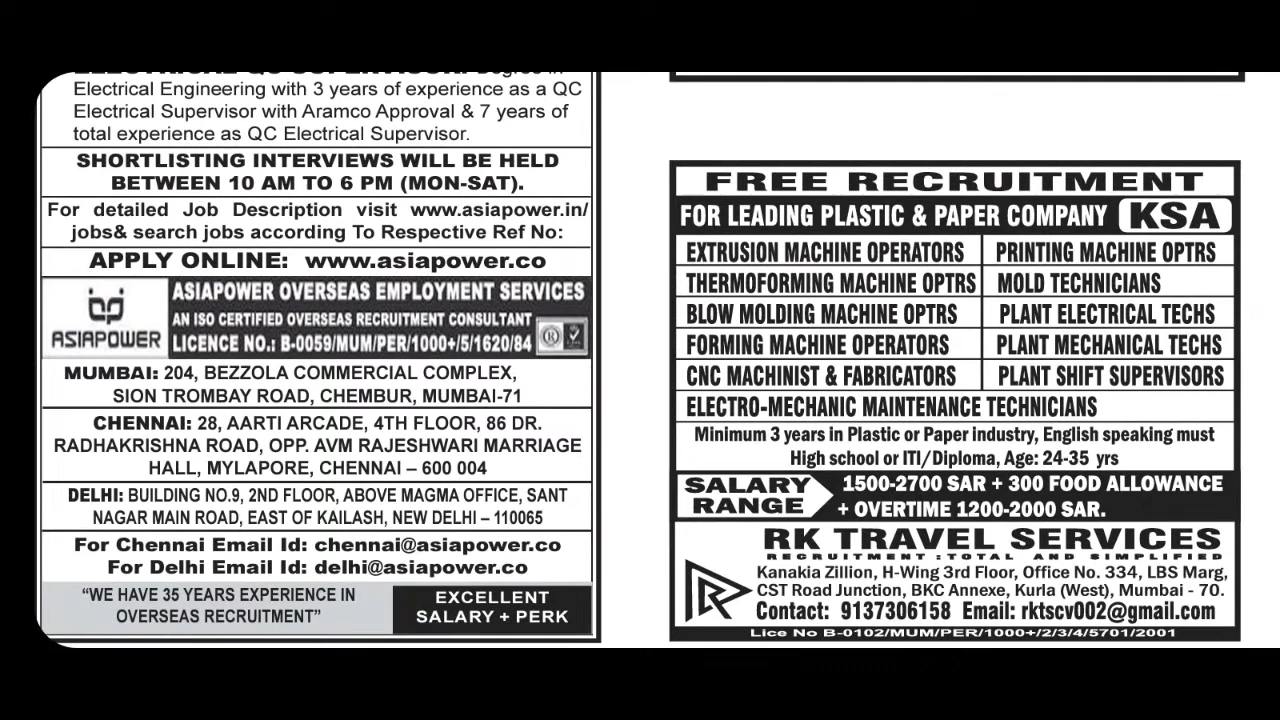 Electrical Engineering with 3 years of experience as a QC
Electrical Supervisor with Aramco Approval & 7 years of
total experience as QC Electrical Supervisor.
SHORTLISTING INTERVIEWS WILL BE HELD
BETWEEN 10 AM TO 6 PM (MON-SAT).
For detailed Job Description visit www.asiapower.in/
jobs& search jobs according To Respective Ref No:
APPLY ONLINE: www.asiapower.co
ASIAPOWER
ASIAPOWER OVERSEAS EMPLOYMENT SERVICES
AN ISO CERTIFIED OVERSEAS RECRUITMENT CONSULTANT
LICENCE NO.: B-0059/MUM/PER/1000+/5/1620/84
MUMBAI: 204, BEZZOLA COMMERCIAL COMPLEX,
SION TROMBAY ROAD, CHEMBUR, MUMBAI-71
CHENNAI: 28, AARTI ARCADE, 4TH FLOOR, 86 DR.
RADHAKRISHNA ROAD, OPP. AVM RAJESHWARI MARRIAGE
HALL, MYLAPORE, CHENNAI – 600 004
DELHI: BUILDING NO.9, 2ND FLOOR, ABOVE MAGMA OFFICE, SANT
NAGAR MAIN ROAD, EAST OF KAILASH, NEW DELHI – 110065
For Chennai Email Id: chennai@asiapower.co
For Delhi Email Id: delhi@asiapower.co
“WE HAVE 35 YEARS EXPERIENCE IN
OVERSEAS RECRUITMENT”
EXCELLENT
SALARY + PERK
FREE RECRUITMENT
FOR LEADING PLASTIC & PAPER COMPANY KSA
EXTRUSION MACHINE OPERATORS PRINTING MACHINE OPTRS
THERMOFORMING MACHINE OPTRS MOLD TECHNICIANS
BLOW MOLDING MACHINE OPTRS PLANT ELECTRICAL TECHS
FORMING MACHINE OPERATORS PLANT MECHANICAL TECHS
CNC MACHINIST & FABRICATORS PLANT SHIFT SUPERVISORS
ELECTRO-MECHANIC MAINTENANCE TECHNICIANS
Minimum 3 years in Plastic or Paper industry, English speaking must
High school or ITI/Diploma, Age: 24-35 yrs
SALARY RANGE
1500-2700 SAR + 300 FOOD ALLOWANCE
+ OVERTIME 1200-2000 SAR.
RK TRAVEL SERVICES
RECRUITMENT :TOTAL AND SIMPLIFIED
Kanakia Zillion, H-Wing 3rd Floor, Office No. 334, LBS Marg,
CST Road Junction, BKC Annexe, Kurla (West), Mumbai - 70.
Contact: 9137306158 Email: rktscv002@gmail.com
Lice No B-0102/MUM/PER/1000+/2/3/4/5701/2001